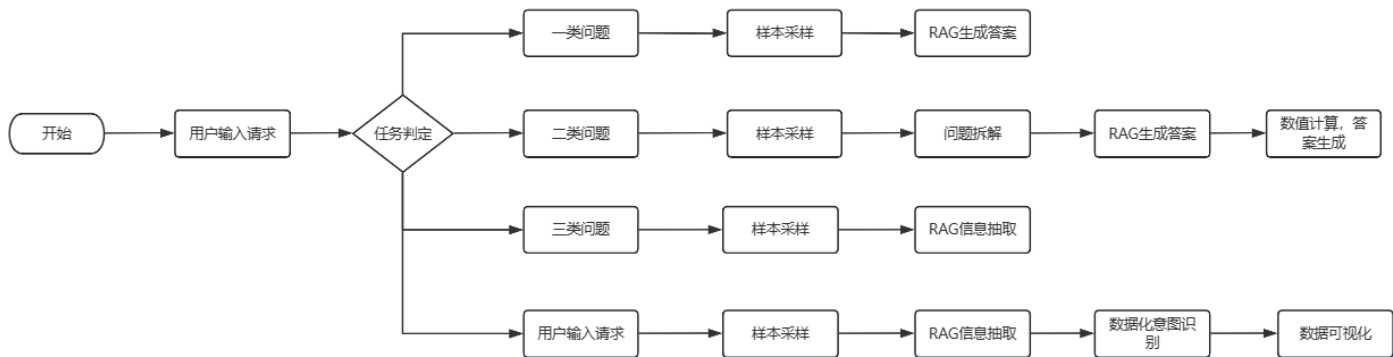 一类问题
样本采样
RAG生成答案
开始
用户输入请求
任务判定
二类问题
样本采样
问题拆解
RAG生成答案
数值计算，答
案生成
三类问题
样本采样
RAG信息抽取
用户输入请求
样本采样
RAG信息抽取
数据化意图识
别
数据可视化